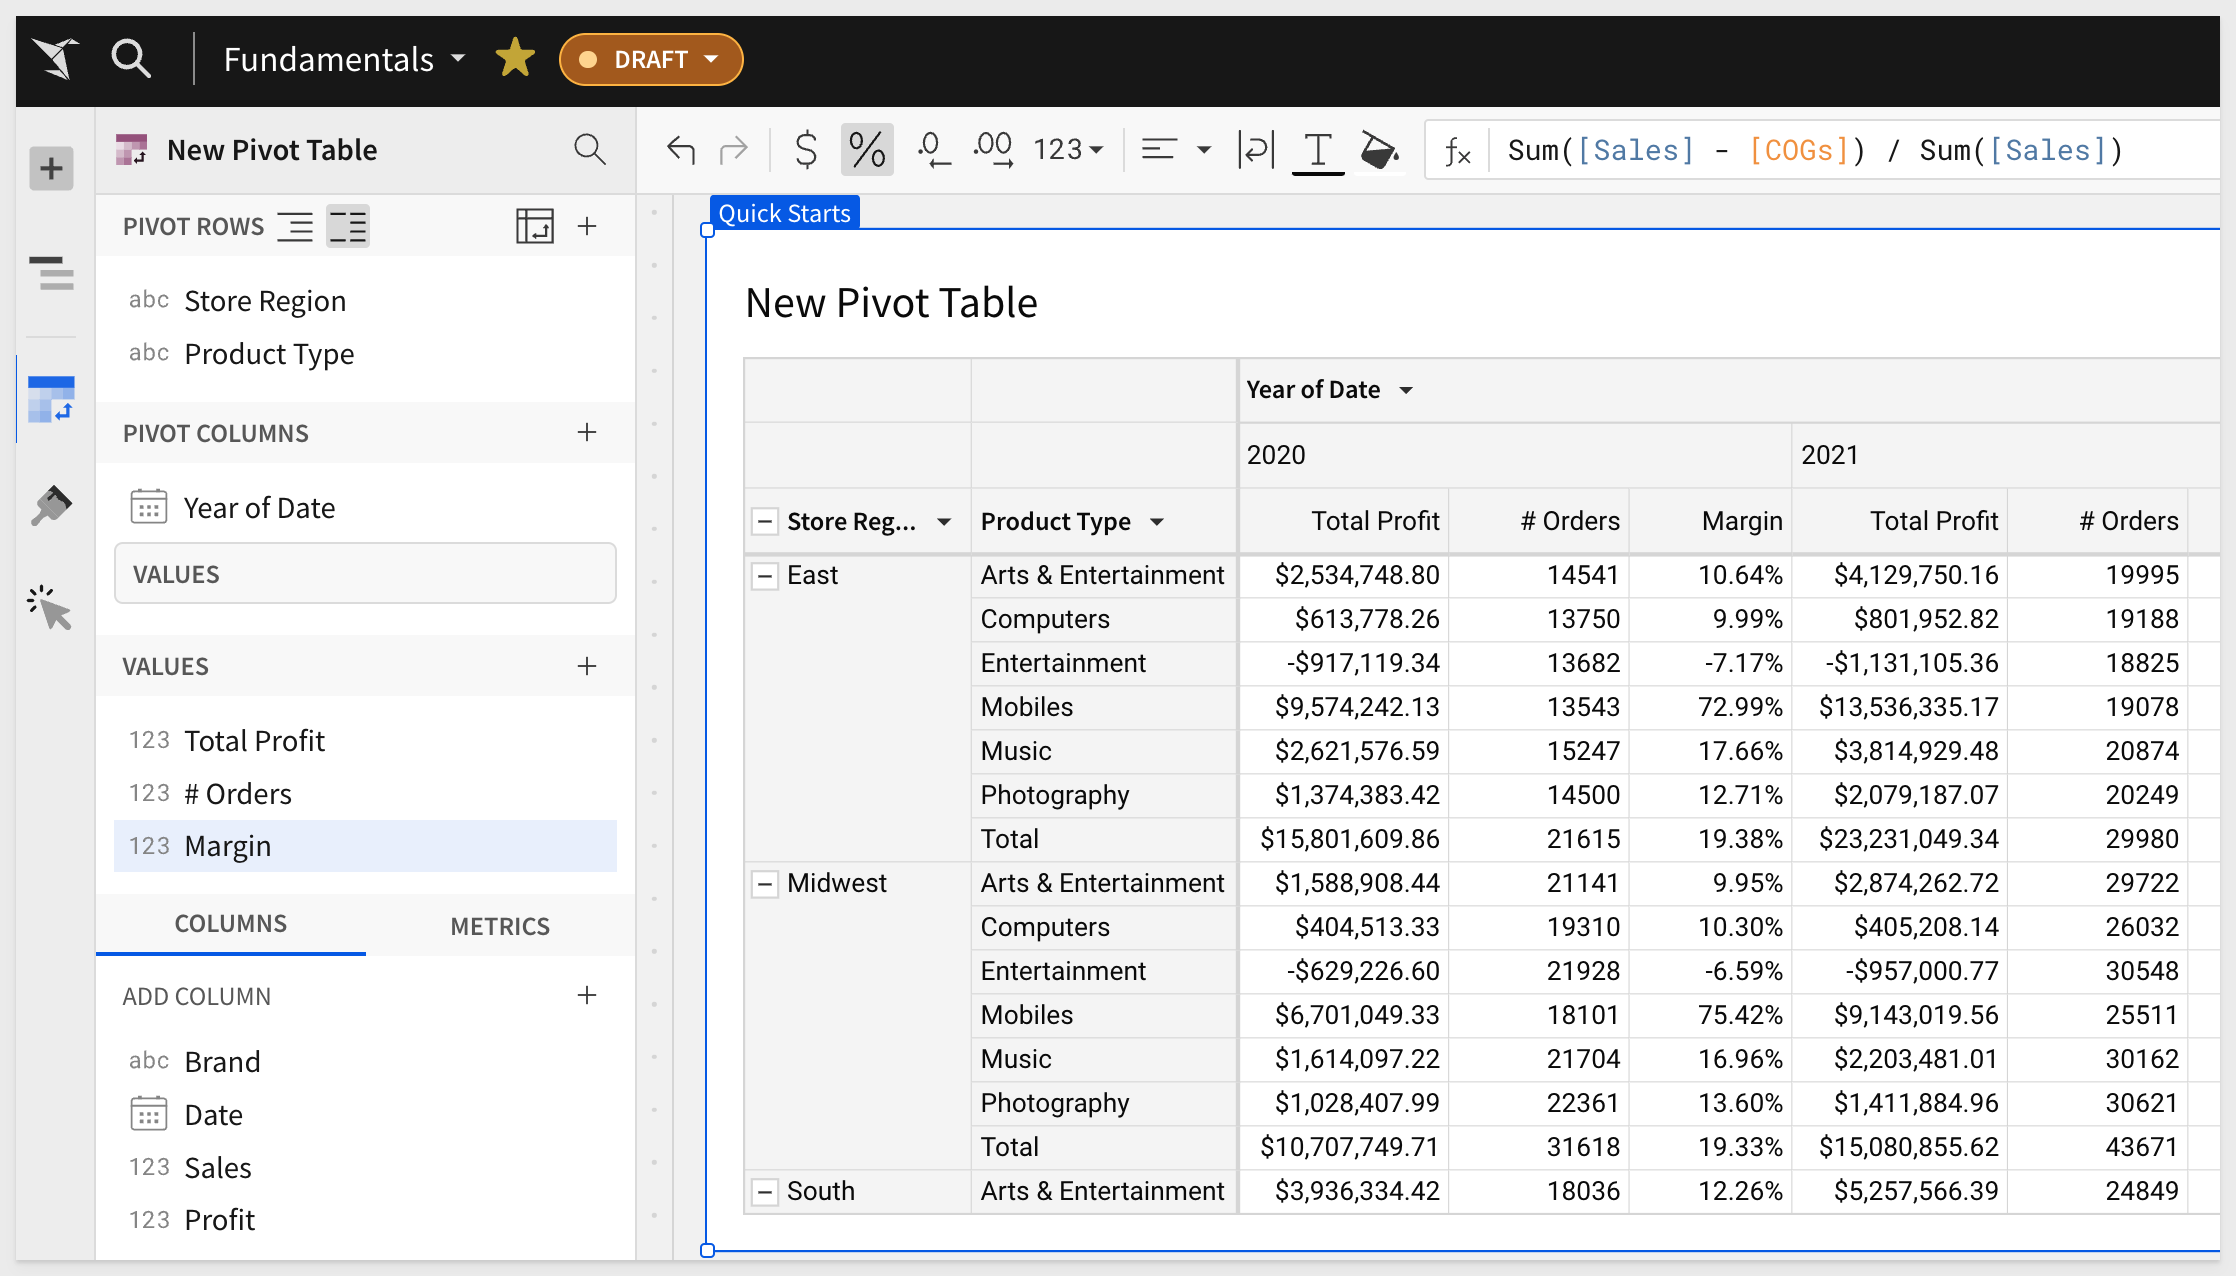 Fundamentals
DRAFT
New Pivot Table
$ % .0 .00 123
fx Sum([Sales] - [COGs]) / Sum([Sales])
PIVOT ROWS
abc Store Region
abc Product Type
PIVOT COLUMNS
Year of Date
VALUES
VALUES
123 Total Profit
123 # Orders
123 Margin
COLUMNS METRICS
ADD COLUMN
abc Brand
Date
123 Sales
123 Profit
Quick Starts
New Pivot Table
Year of Date
2020 2021
Store Reg... Product Type Total Profit # Orders Margin Total Profit # Orders
East Arts & Entertainment $2,534,748.80 14541 10.64% $4,129,750.16 19995
Computers $613,778.26 13750 9.99% $801,952.82 19188
Entertainment -$917,119.34 13682 -7.17% -$1,131,105.36 18825
Mobiles $9,574,242.13 13543 72.99% $13,536,335.17 19078
Music $2,621,576.59 15247 17.66% $3,814,929.48 20874
Photography $1,374,383.42 14500 12.71% $2,079,187.07 20249
Total $15,801,609.86 21615 19.38% $23,231,049.34 29980
Midwest Arts & Entertainment $1,588,908.44 21141 9.95% $2,874,262.72 29722
Computers $404,513.33 19310 10.30% $405,208.14 26032
Entertainment -$629,226.60 21928 -6.59% -$957,000.77 30548
Mobiles $6,701,049.33 18101 75.42% $9,143,019.56 25511
Music $1,614,097.22 21704 16.96% $2,203,481.01 30162
Photography $1,028,407.99 22361 13.60% $1,411,884.96 30621
Total $10,707,749.71 31618 19.33% $15,080,855.62 43671
South Arts & Entertainment $3,936,334.42 18036 12.26% $5,257,566.39 24849